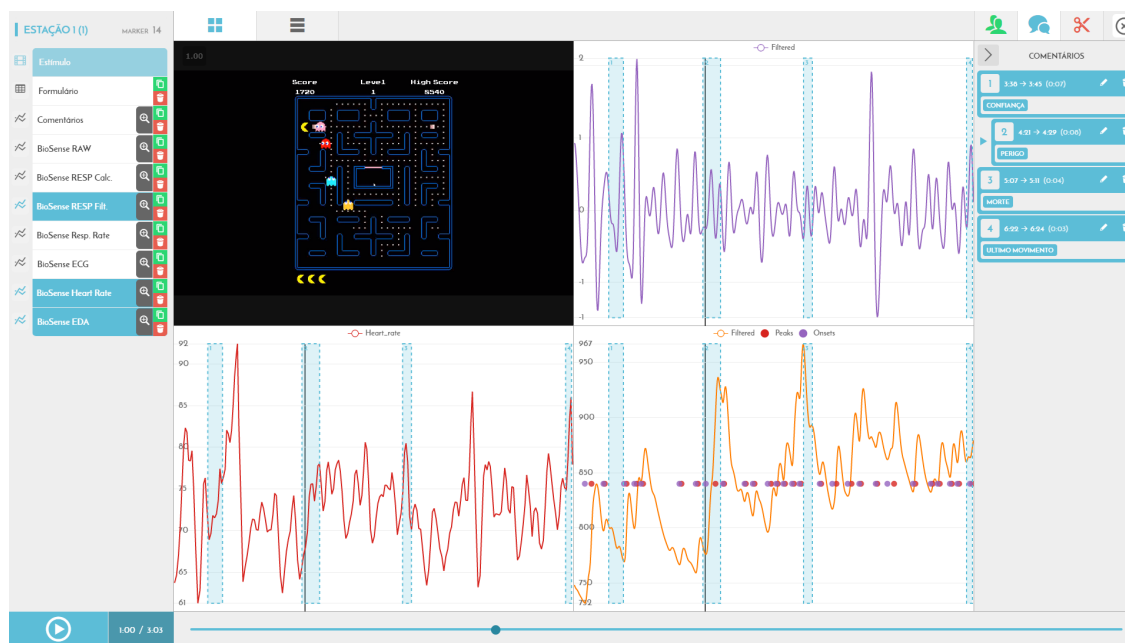 ESTAÇÃO 1 (1) MARKER 14
Estímulo
Formulário
Comentários
BioSense RAW
BioSense RESP Calc.
BioSense RESP Filt.
BioSense Resp. Rate
BioSense ECG
BioSense Heart Rate
BioSense EDA
1:00 / 3:03
1.00
Score Level High Score
1720 1 8540
Filtered
2
1
0
-1
-1
Heart_rate
92
90
85
80
75
70
65
61
Filtered Peaks Onsets
967
950
900
850
800
750
732
COMENTÁRIOS
1 3:38 → 3:45 (0:07)
CONFIANÇA
2 4:21 → 4:29 (0:08)
PERIGO
3 5:07 → 5:11 (0:04)
MORTE
4 6:22 → 6:24 (0:03)
ULTIMO MOVIMENTO